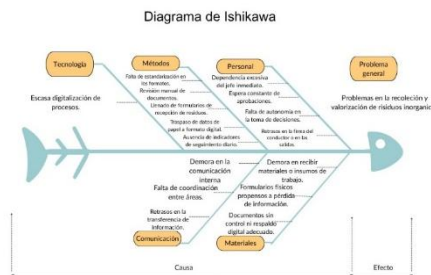 Diagrama de Ishikawa
Tecnología
Métodos
Personal
Problema
general
Escasa digitalización de
procesos.
Falta de estandarización en
los formatos.
Revisión manual de
documentos.
Llenado de formularios de
recepción de residuos.
Traspaso de datos de
papel a formato digital.
Ausencia de indicadores
de seguimiento diario.
Dependencia excesiva
del jefe inmediato.
Espera constante de
aprobaciones.
Falta de autonomía en
la toma de decisiones.
Retrasos en la firma del
conductor o en las
salidas.
Problemas en la recoleción y
valorización de risiduos inorganic
Demora en la
comunicación
interna
Falta de coordinación
entre áreas.
Retrasos en la
transferencia de
información.
Comunicación
Demora en recibir
materiales o insumos de
trabajo.
Formularios físicos
propensos a pérdida
de información.
Documentos sin
control ni respaldo
digital adecuado.
Materiales
Causa
Efecto